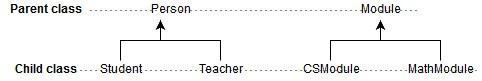 Parent class Person Module
Child class Student Teacher CSModule MathModule